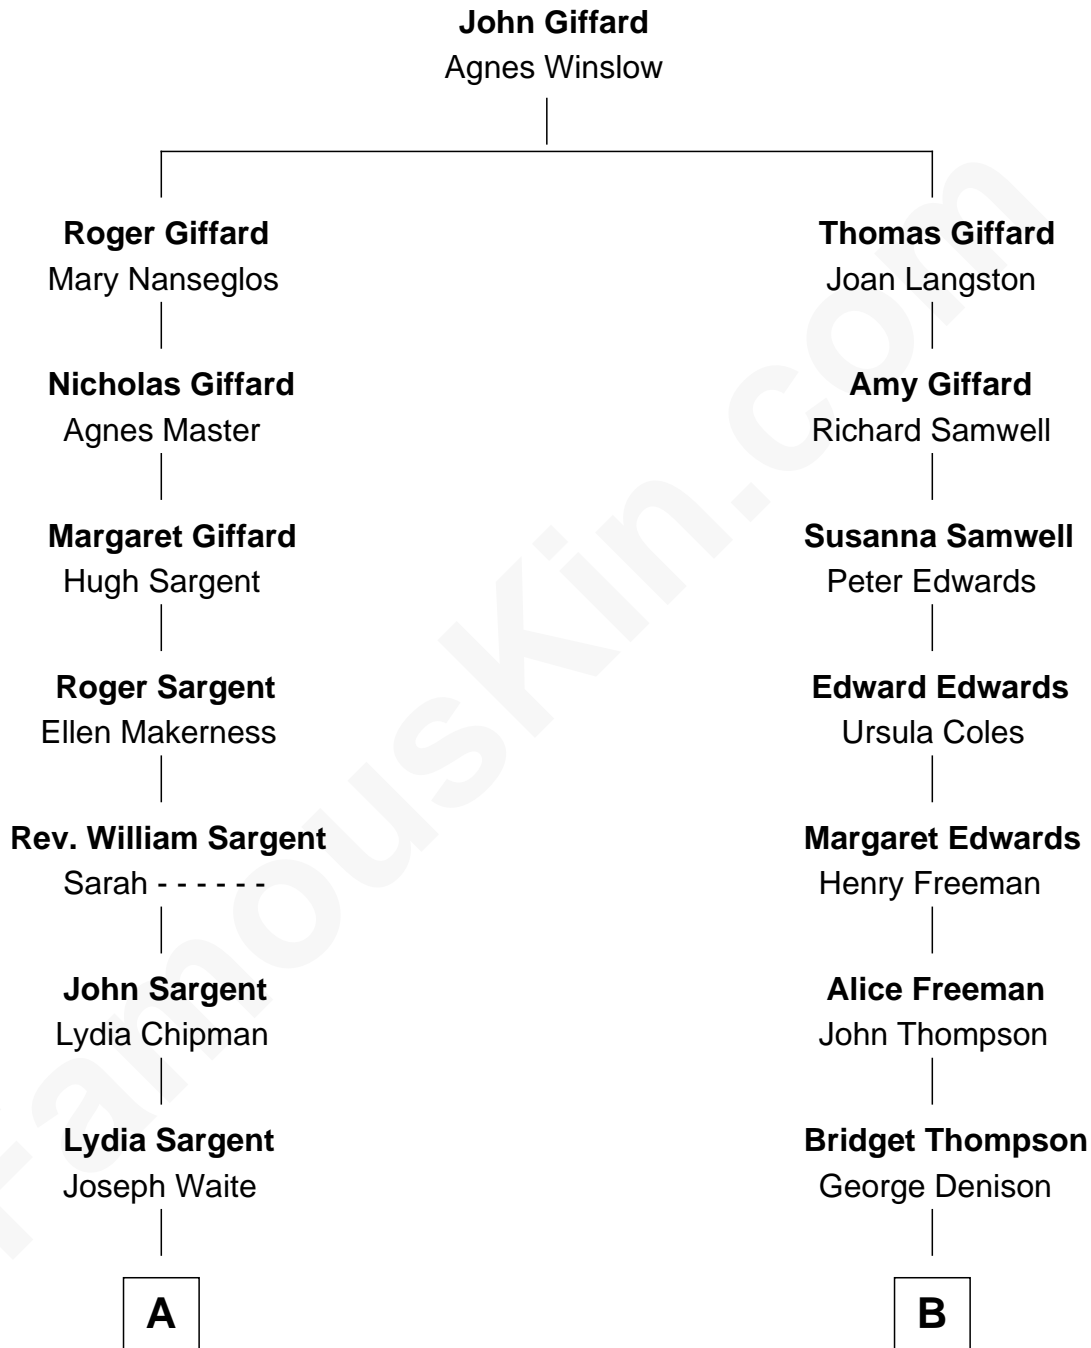 John Giffard
Agnes Winslow
Roger Giffard
Mary Nanseglos
Nicholas Giffard
Agnes Master
Margaret Giffard
Hugh Sargent
Roger Sargent
Ellen Makerness
Rev. William Sargent
Sarah - - - - - -
John Sargent
Lydia Chipman
Lydia Sargent
Joseph Waite
A
Thomas Giffard
Joan Langston
Amy Giffard
Richard Samwell
Susanna Samwell
Peter Edwards
Edward Edwards
Ursula Coles
Margaret Edwards
Henry Freeman
Alice Freeman
John Thompson
Bridget Thompson
George Denison
B
FamousKin.com